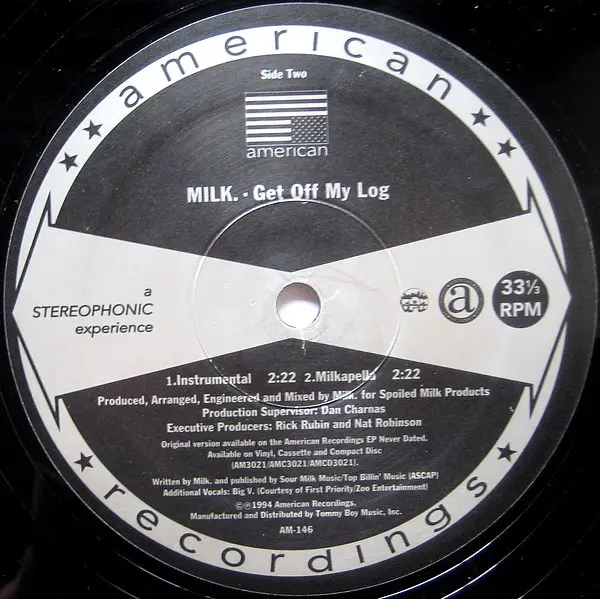 american
Side Two
american
MILK. · Get Off My Log
a
STEREOPHONIC
experience
a
33⅓
RPM
1.Instrumental 2:22 2.Milkapella 2:22
Produced, Arranged, Engineered and Mixed by Milk. for Spoiled Milk Products
Production Supervisor: Dan Charnas
Executive Producers: Rick Rubin and Nat Robinson
Original version available on the American Recordings EP Never Dated.
Available on Vinyl, Cassette and Compact Disc
(AM3021/AMC3021/AMCD3021).
Written by Milk. and published by Sour Milk Music/Top Billin' Music (ASCAP)
Additional Vocals: Big V. (Courtesy of First Priority/Zoo Entertainment)
©℗1994 American Recordings.
Manufactured and Distributed by Tommy Boy Music, Inc.
AM-146
recordings